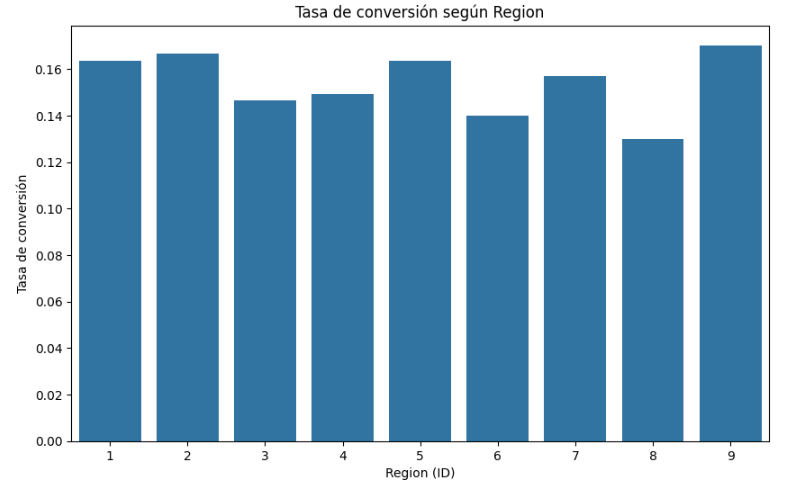 Tasa de conversión según Region
Tasa de conversión
0.16
0.14
0.12
0.10
0.08
0.06
0.04
0.02
0.00
1 2 3 4 5 6 7 8 9
Region (ID)